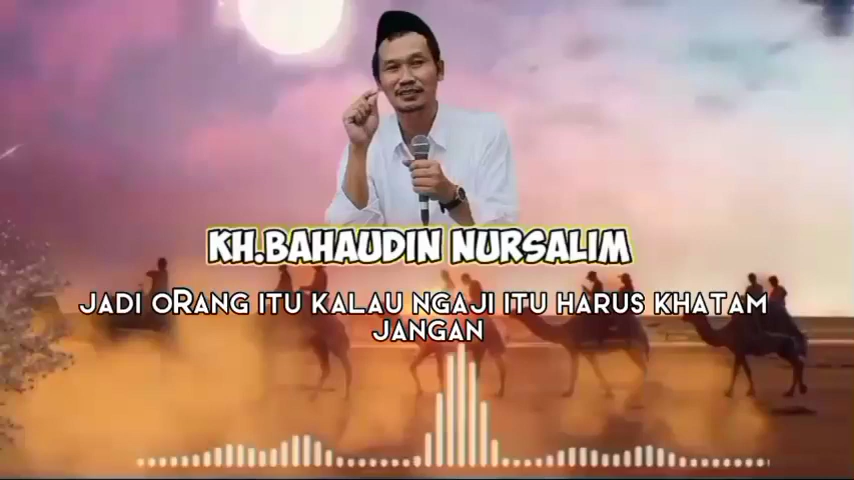 KH.BAHAUDIN NURSALIM
JADI ORANG ITU KALAU NGAJI ITU HARUS KHATAM
JANGAN